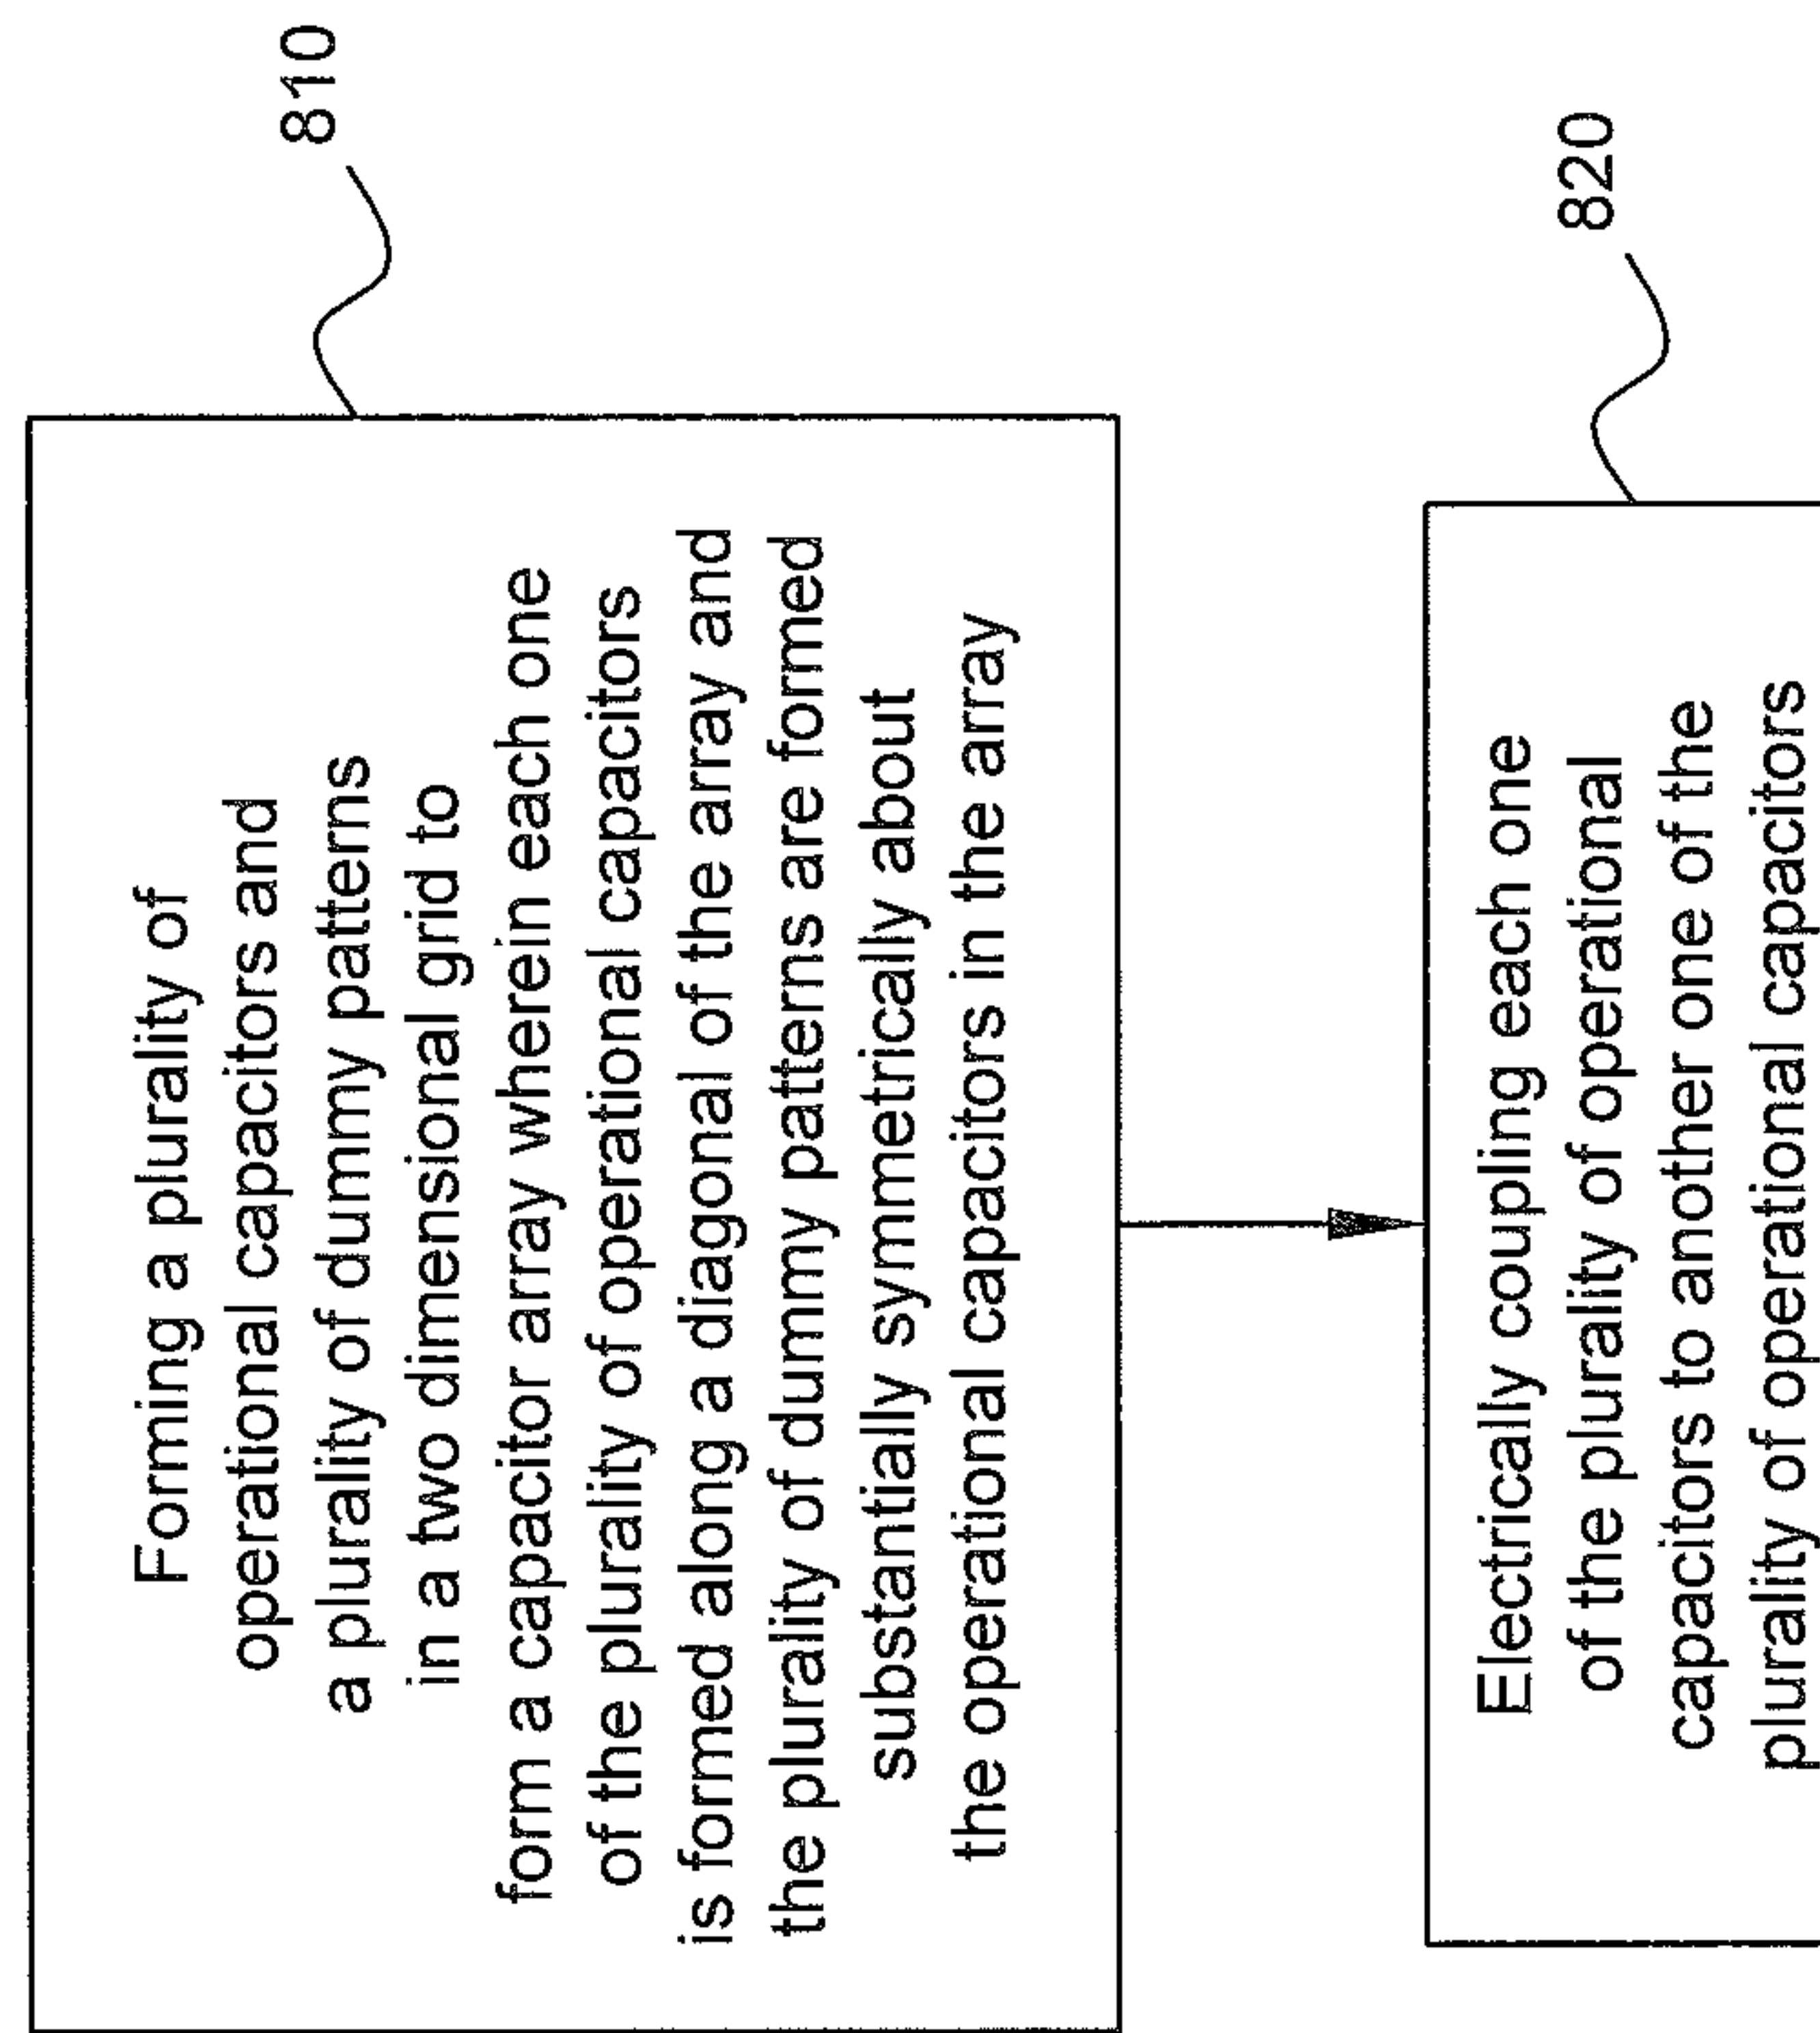 Forming a plurality of
operational capacitors and
a plurality of dummy patterns
in a two dimensional grid to
form a capacitor array wherein each one
of the plurality of operational capacitors
is formed along a diagonal of the array and
the plurality of dummy patterns are formed
substantially symmetrically about
the operational capacitors in the array
810
Electrically coupling each one
of the plurality of operational
capacitors to another one of the
plurality of operational capacitors
820